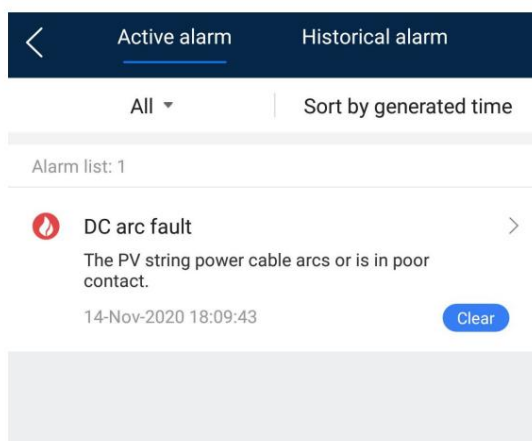 Active alarm Historical alarm
All Sort by generated time
Alarm list: 1
DC arc fault
The PV string power cable arcs or is in poor
contact.
14-Nov-2020 18:09:43 Clear